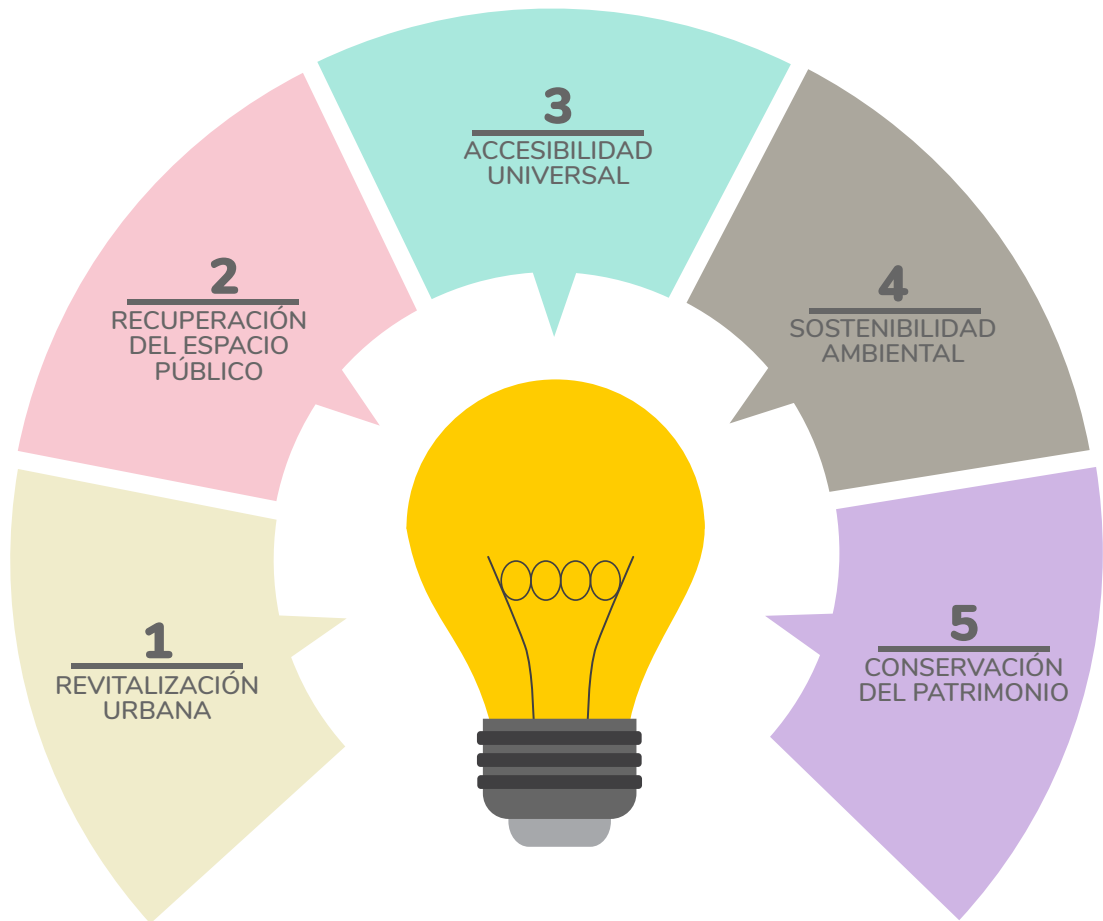 1
REVITALIZACIÓN
URBANA
2
RECUPERACIÓN
DEL ESPACIO
PÚBLICO
3
ACCESIBILIDAD
UNIVERSAL
4
SOSTENIBILIDAD
AMBIENTAL
5
CONSERVACIÓN
DEL PATRIMONIO